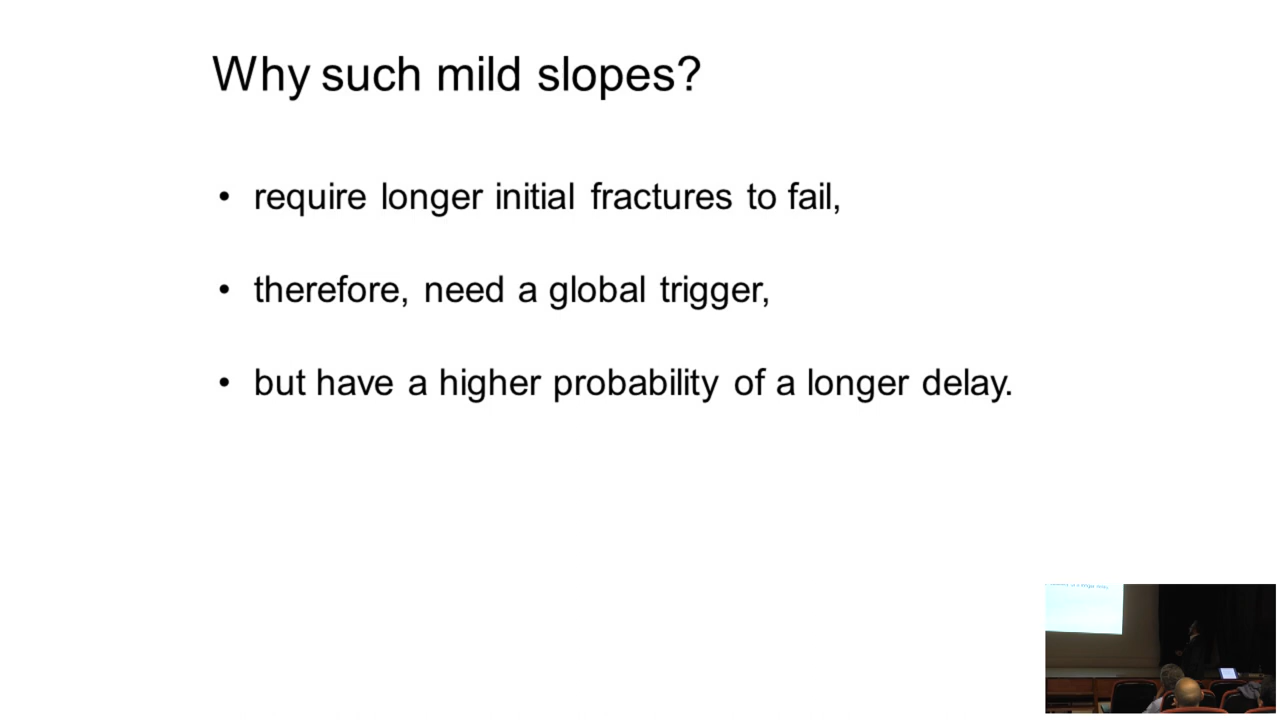 Why such mild slopes?
• require longer initial fractures to fail,
• therefore, need a global trigger,
• but have a higher probability of a longer delay.